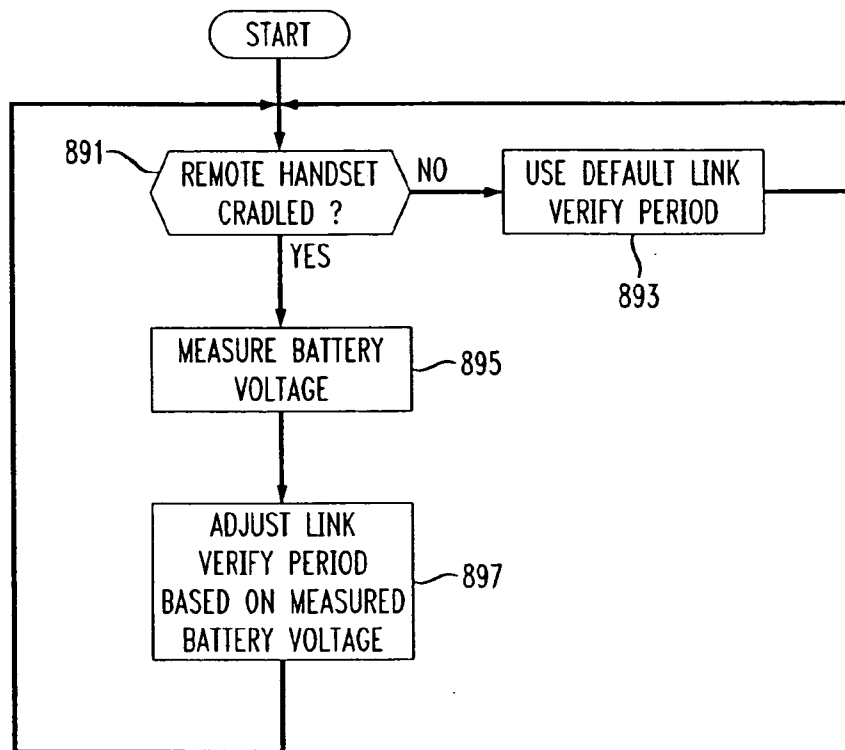 START
891
REMOTE HANDSET
CRADLED ?
NO
USE DEFAULT LINK
VERIFY PERIOD
893
YES
MEASURE BATTERY
VOLTAGE
895
ADJUST LINK
VERIFY PERIOD
BASED ON MEASURED
BATTERY VOLTAGE
897